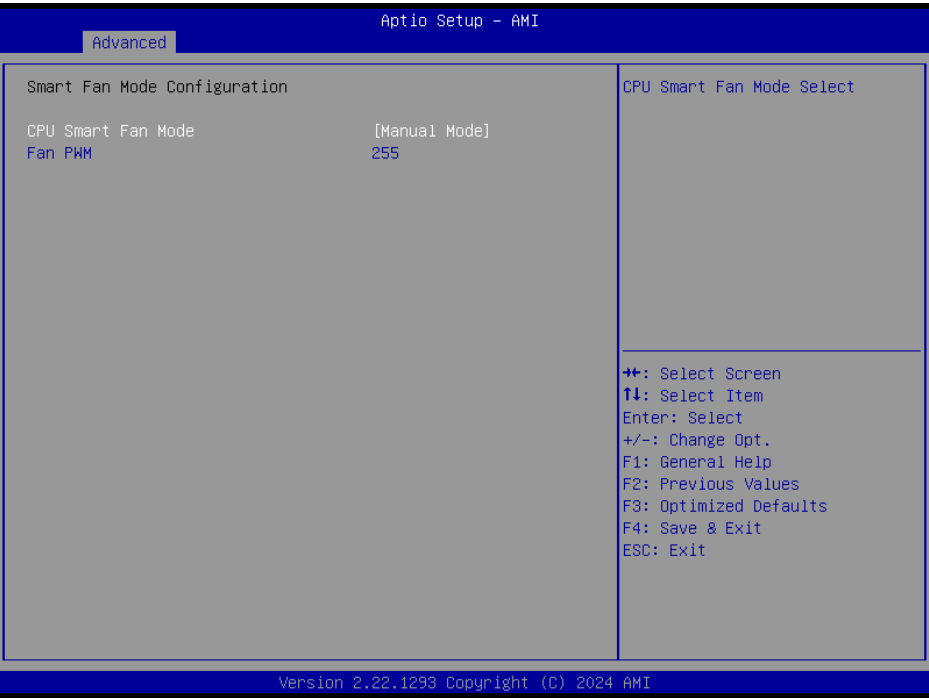 Aptio Setup – AMI
Advanced
Smart Fan Mode Configuration
CPU Smart Fan Mode [Manual Mode]
Fan PWM 255
CPU Smart Fan Mode Select
→←: Select Screen
↑↓: Select Item
Enter: Select
+/-: Change Opt.
F1: General Help
F2: Previous Values
F3: Optimized Defaults
F4: Save & Exit
ESC: Exit
Version 2.22.1293 Copyright (C) 2024 AMI